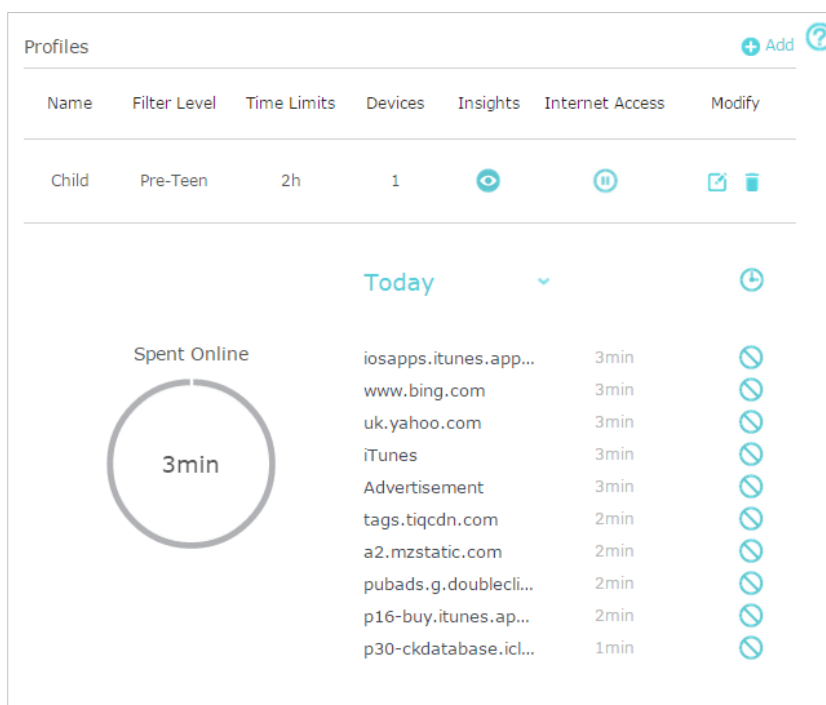 Profiles
Add
Name Filter Level Time Limits Devices Insights Internet Access Modify
Child Pre-Teen 2h 1
Today
Spent Online
3min
iosapps.itunes.app... 3min
www.bing.com 3min
uk.yahoo.com 3min
iTunes 3min
Advertisement 3min
tags.tiqcdn.com 2min
a2.mzstatic.com 2min
pubads.g.doublecli... 2min
p16-buy.itunes.ap... 2min
p30-ckdatabase.icl... 1min